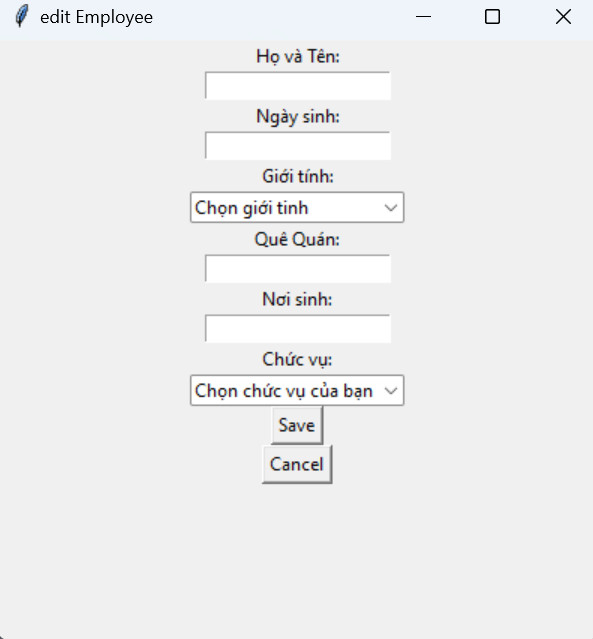 edit Employee
Họ và Tên:
Ngày sinh:
Giới tính:
Chọn giới tinh
Quê Quán:
Nơi sinh:
Chức vụ:
Chọn chức vụ của bạn
Save
Cancel